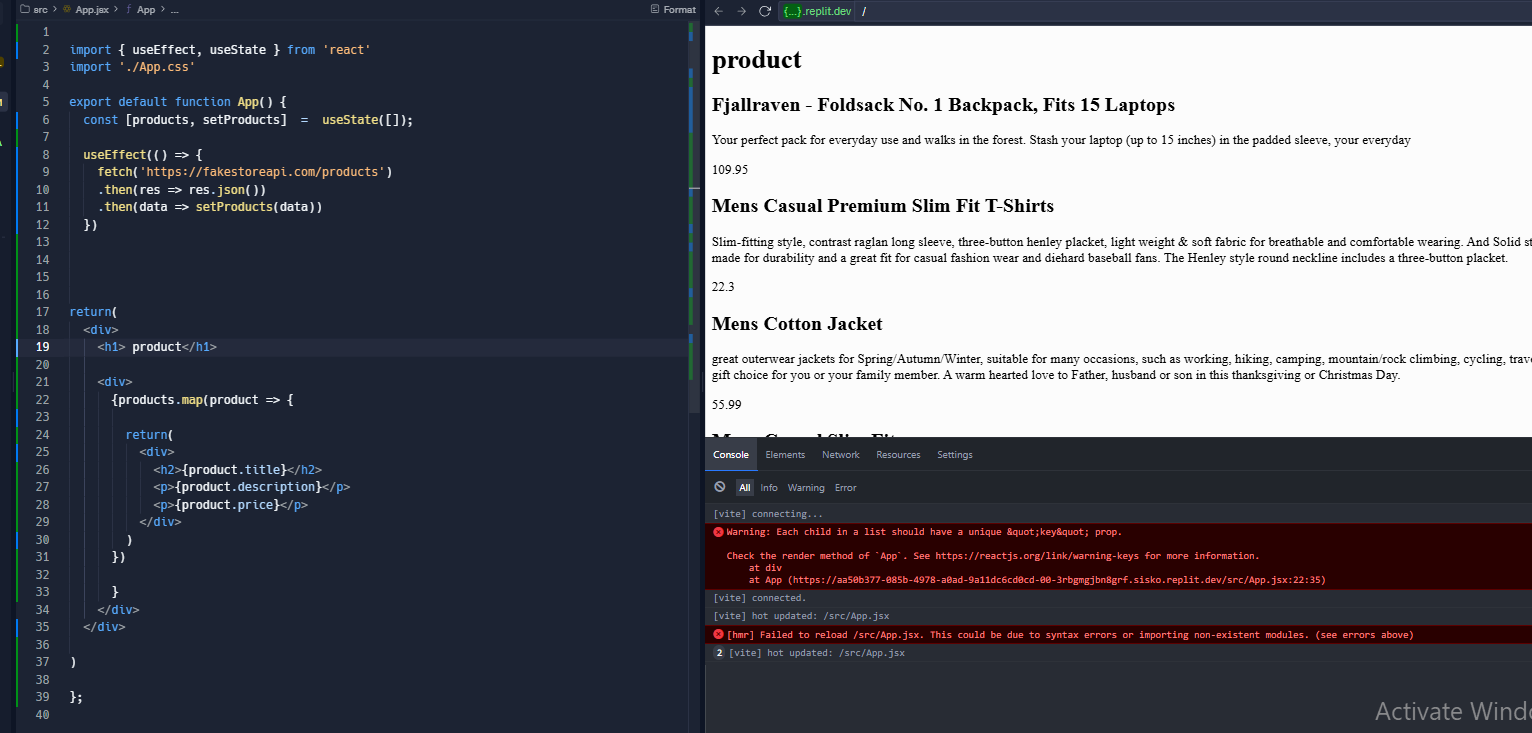 src > App.jsx > f App > ...
Format
1
2 import { useEffect, useState } from 'react'
3 import './App.css'
4
5 export default function App() {
6 const [products, setProducts] = useState([]);
7
8 useEffect(() => {
9 fetch('https://fakestoreapi.com/products')
10 .then(res => res.json())
11 .then(data => setProducts(data))
12 })
13
14
15
16
17 return(
18 <div>
19 <h1> product</h1>
20
21 <div>
22 {products.map(product => {
23
24 return(
25 <div>
26 <h2>{product.title}</h2>
27 <p>{product.description}</p>
28 <p>{product.price}</p>
29 </div>
30 )
31 })
32
33 }
34 </div>
35 </div>
36
37 )
38
39 };
40
{...}.replit.dev /
product
Fjallraven - Foldsack No. 1 Backpack, Fits 15 Laptops
Your perfect pack for everyday use and walks in the forest. Stash your laptop (up to 15 inches) in the padded sleeve, your everyday
109.95
Mens Casual Premium Slim Fit T-Shirts
Slim-fitting style, contrast raglan long sleeve, three-button henley placket, light weight & soft fabric for breathable and comfortable wearing. And Solid st
made for durability and a great fit for casual fashion wear and diehard baseball fans. The Henley style round neckline includes a three-button placket.
22.3
Mens Cotton Jacket
great outerwear jackets for Spring/Autumn/Winter, suitable for many occasions, such as working, hiking, camping, mountain/rock climbing, cycling, trave
gift choice for you or your family member. A warm hearted love to Father, husband or son in this thanksgiving or Christmas Day.
55.99
Mens Casual Slim Fit
Console Elements Network Resources Settings
All Info Warning Error
[vite] connecting...
Warning: Each child in a list should have a unique &quot;key&quot; prop.
Check the render method of `App`. See https://reactjs.org/link/warning-keys for more information.
at div
at App (https://aa50b377-085b-4978-a0ad-9a11dc6cd0cd-00-3rbgmgjbn8grf.sisko.replit.dev/src/App.jsx:22:35)
[vite] connected.
[vite] hot updated: /src/App.jsx
[hmr] Failed to reload /src/App.jsx. This could be due to syntax errors or importing non-existent modules. (see errors above)
2 [vite] hot updated: /src/App.jsx
Activate Windo